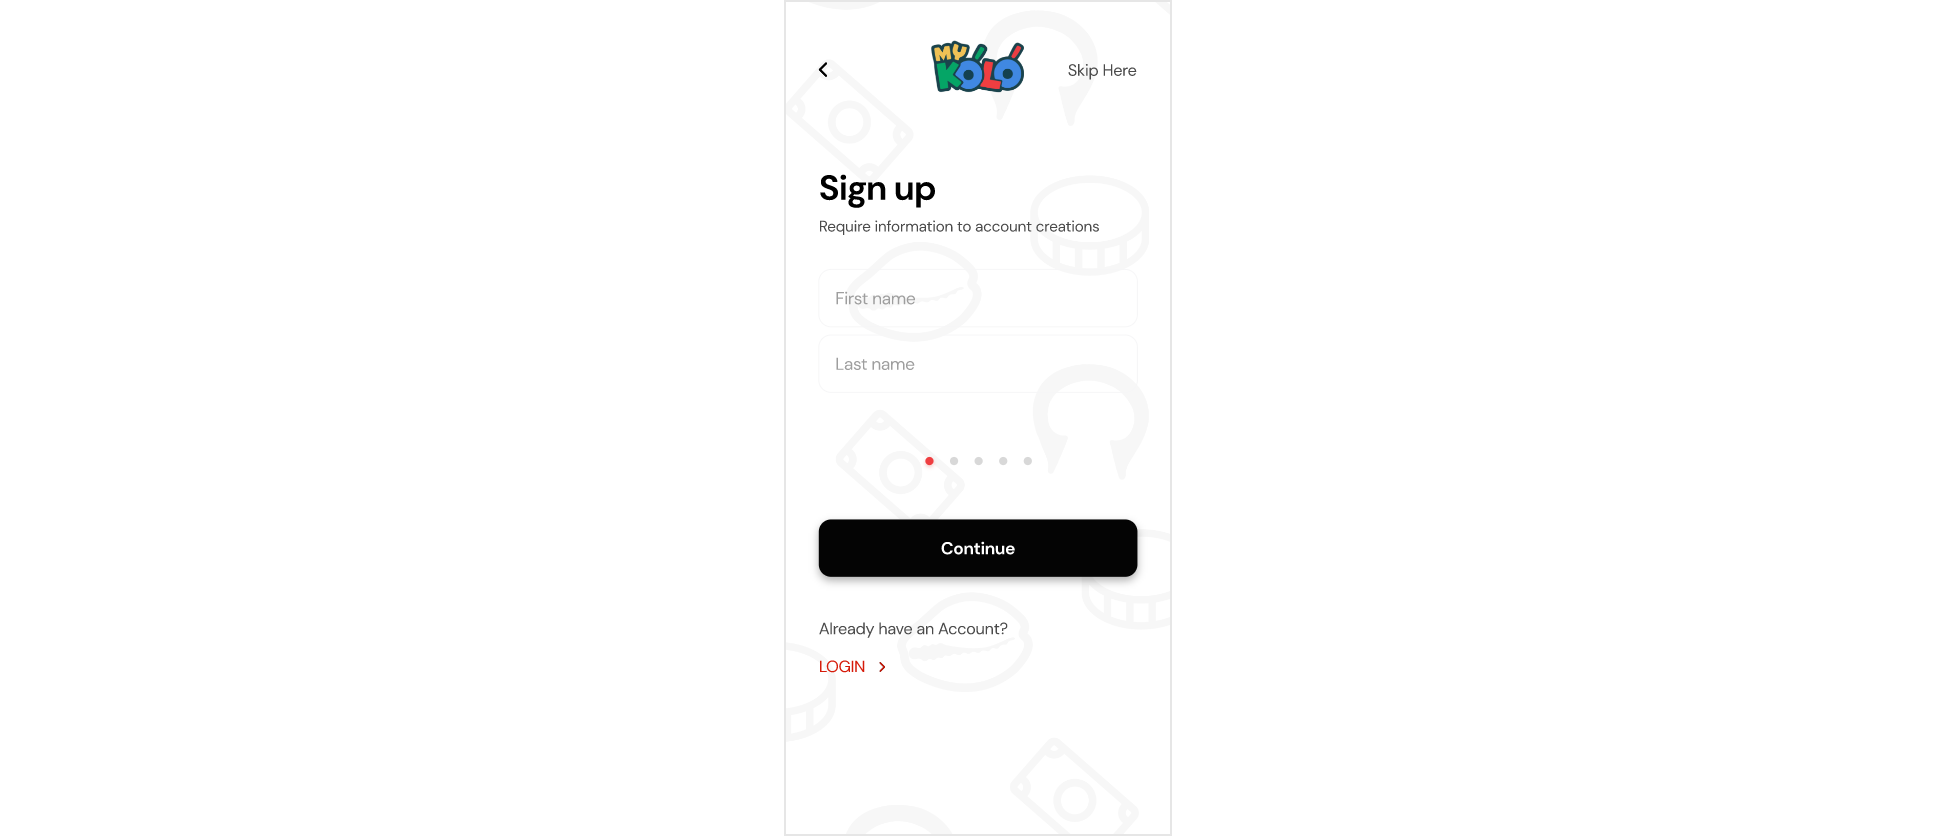 MY
KÓLÓ
Skip Here
Sign up
Require information to account creations
First name
Last name
Continue
Already have an Account?
LOGIN